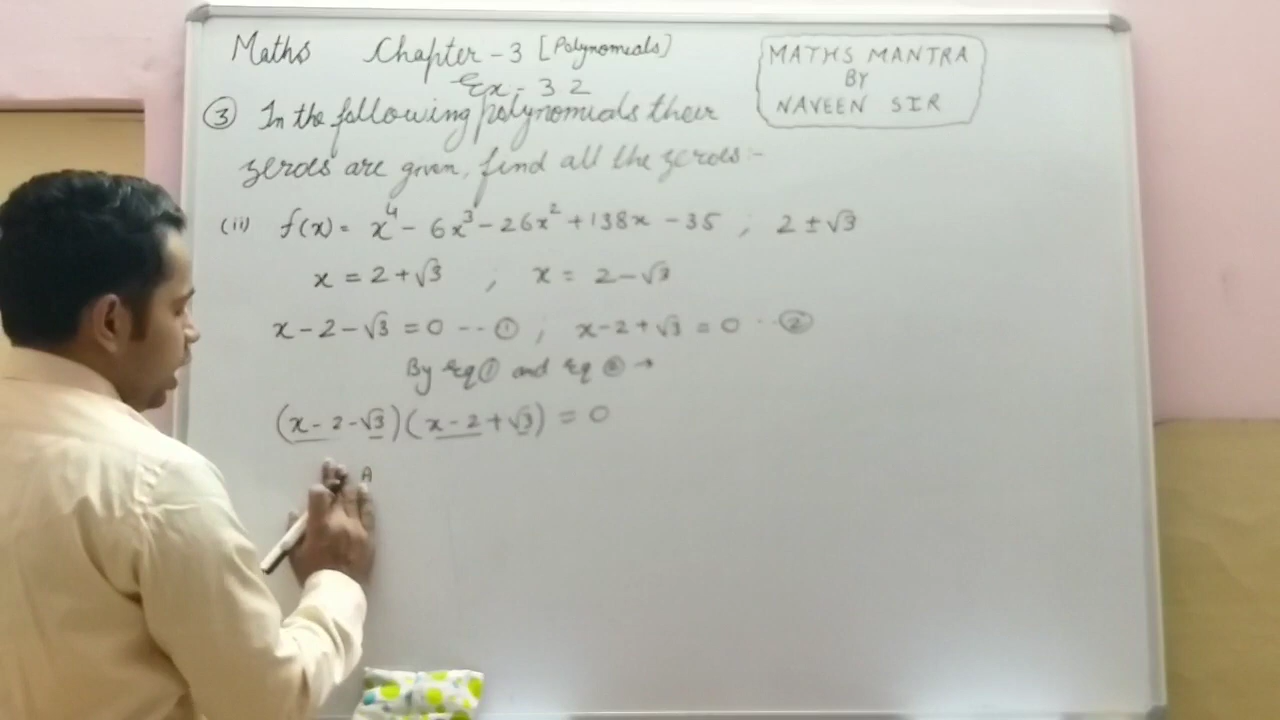 Maths Chapter - 3 [Polynomials]
Ex - 3.2
MATHS MANTRA
BY
NAVEEN SIR
③ In the following polynomials their
zeroes are given, find all the zeroes :-
(ii) f(x) = x⁴ - 6x³ - 26x² + 138x - 35 ; 2 ± √3
x = 2 + √3 ; x = 2 - √3
x - 2 - √3 = 0 -- ① ; x - 2 + √3 = 0 -- ②
By Eq ① and Eq ② →
(x - 2 - √3)(x - 2 + √3) = 0
A